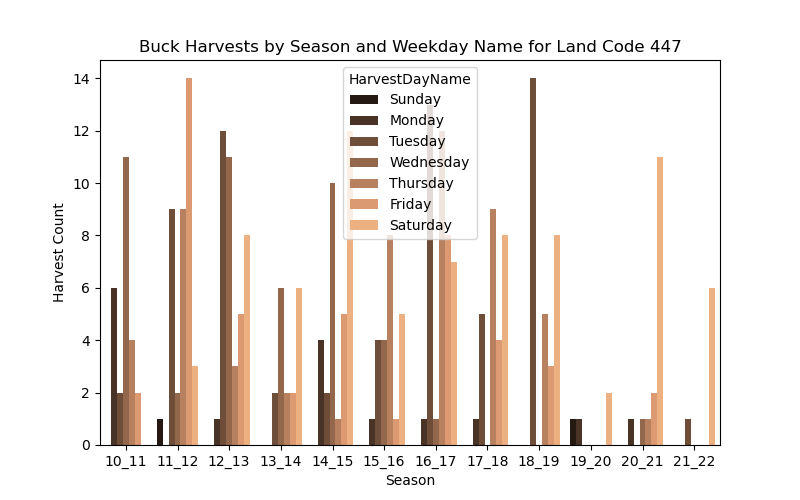 Buck Harvests by Season and Weekday Name for Land Code 447
HarvestDayName
Sunday
Monday
Tuesday
Wednesday
Thursday
Friday
Saturday
Harvest Count
14
12
10
8
6
4
2
0
10_11 11_12 12_13 13_14 14_15 15_16 16_17 17_18 18_19 19_20 20_21 21_22
Season